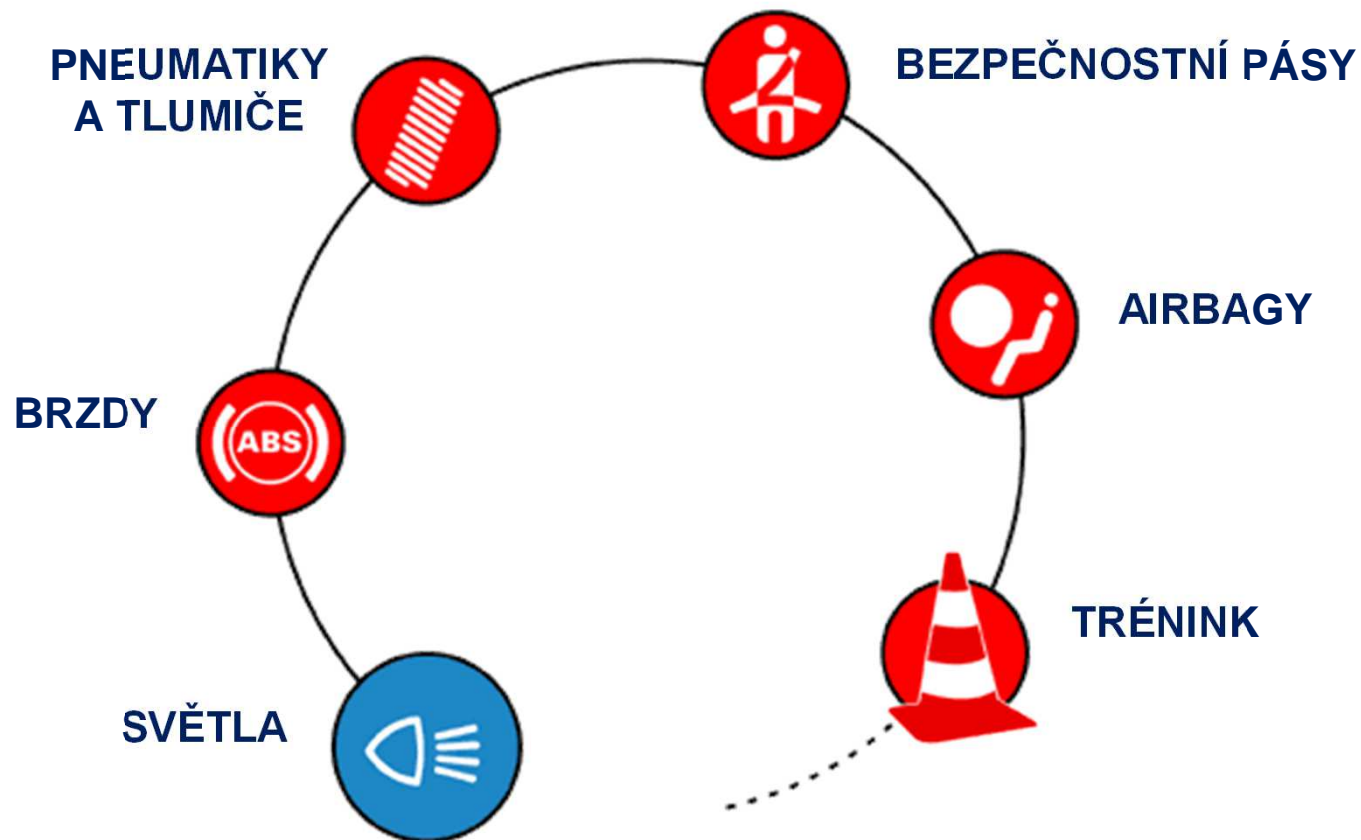 PNEUMATIKY
A TLUMIČE
BEZPEČNOSTNÍ PÁSY
AIRBAGY
BRZDY
ABS
TRÉNINK
SVĚTLA